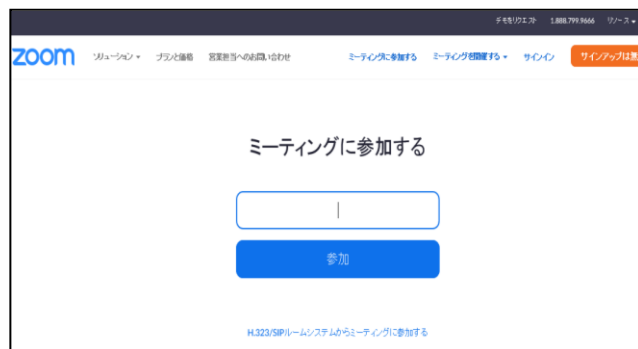 デモをリクエスト 1.888.799.9666 リソース
zoom ソリューション プランと価格 営業担当へのお問い合わせ ミーティングに参加する ミーティングを開催する サインイン サインアップは無
ミーティングに参加する
参加
H.323/SIPルームシステムからミーティングに参加する